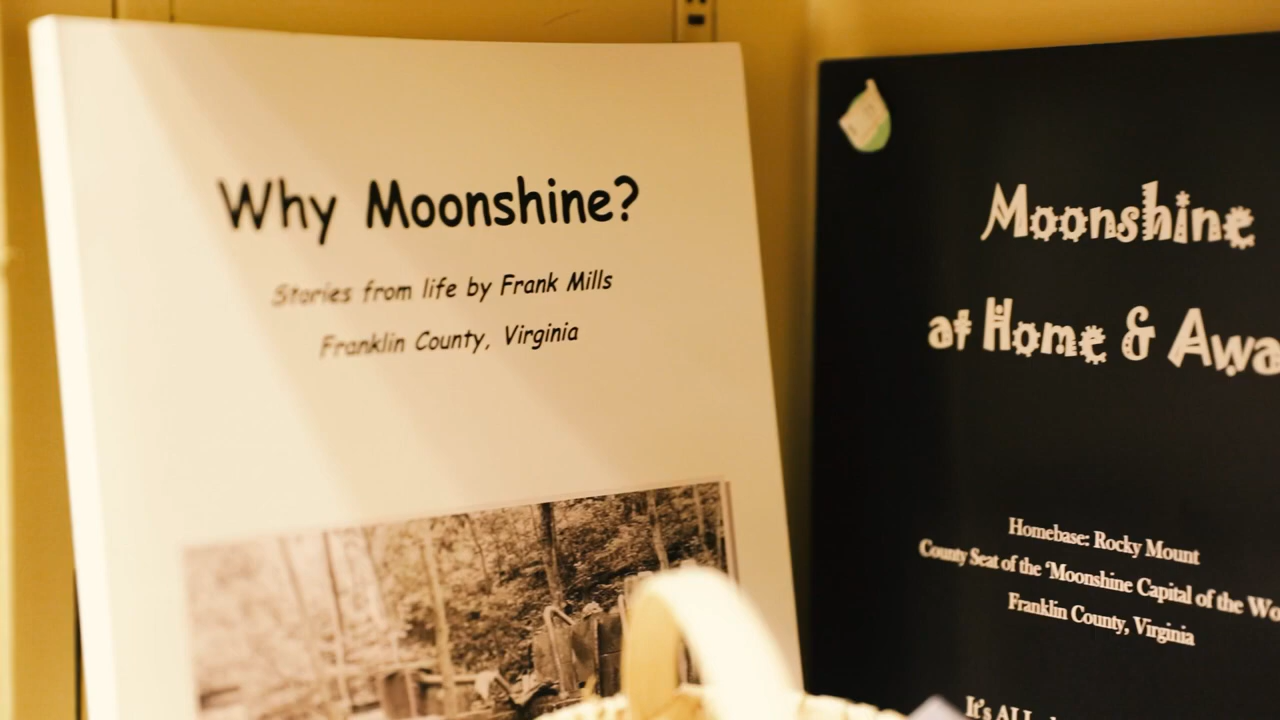 Why Moonshine?
Stories from life by Frank Mills
Franklin County, Virginia
Moonshine
at Home & Awa
Homebase: Rocky Mount
County Seat of the 'Moonshine Capital of the Wo
Franklin County, Virginia
It's ALL